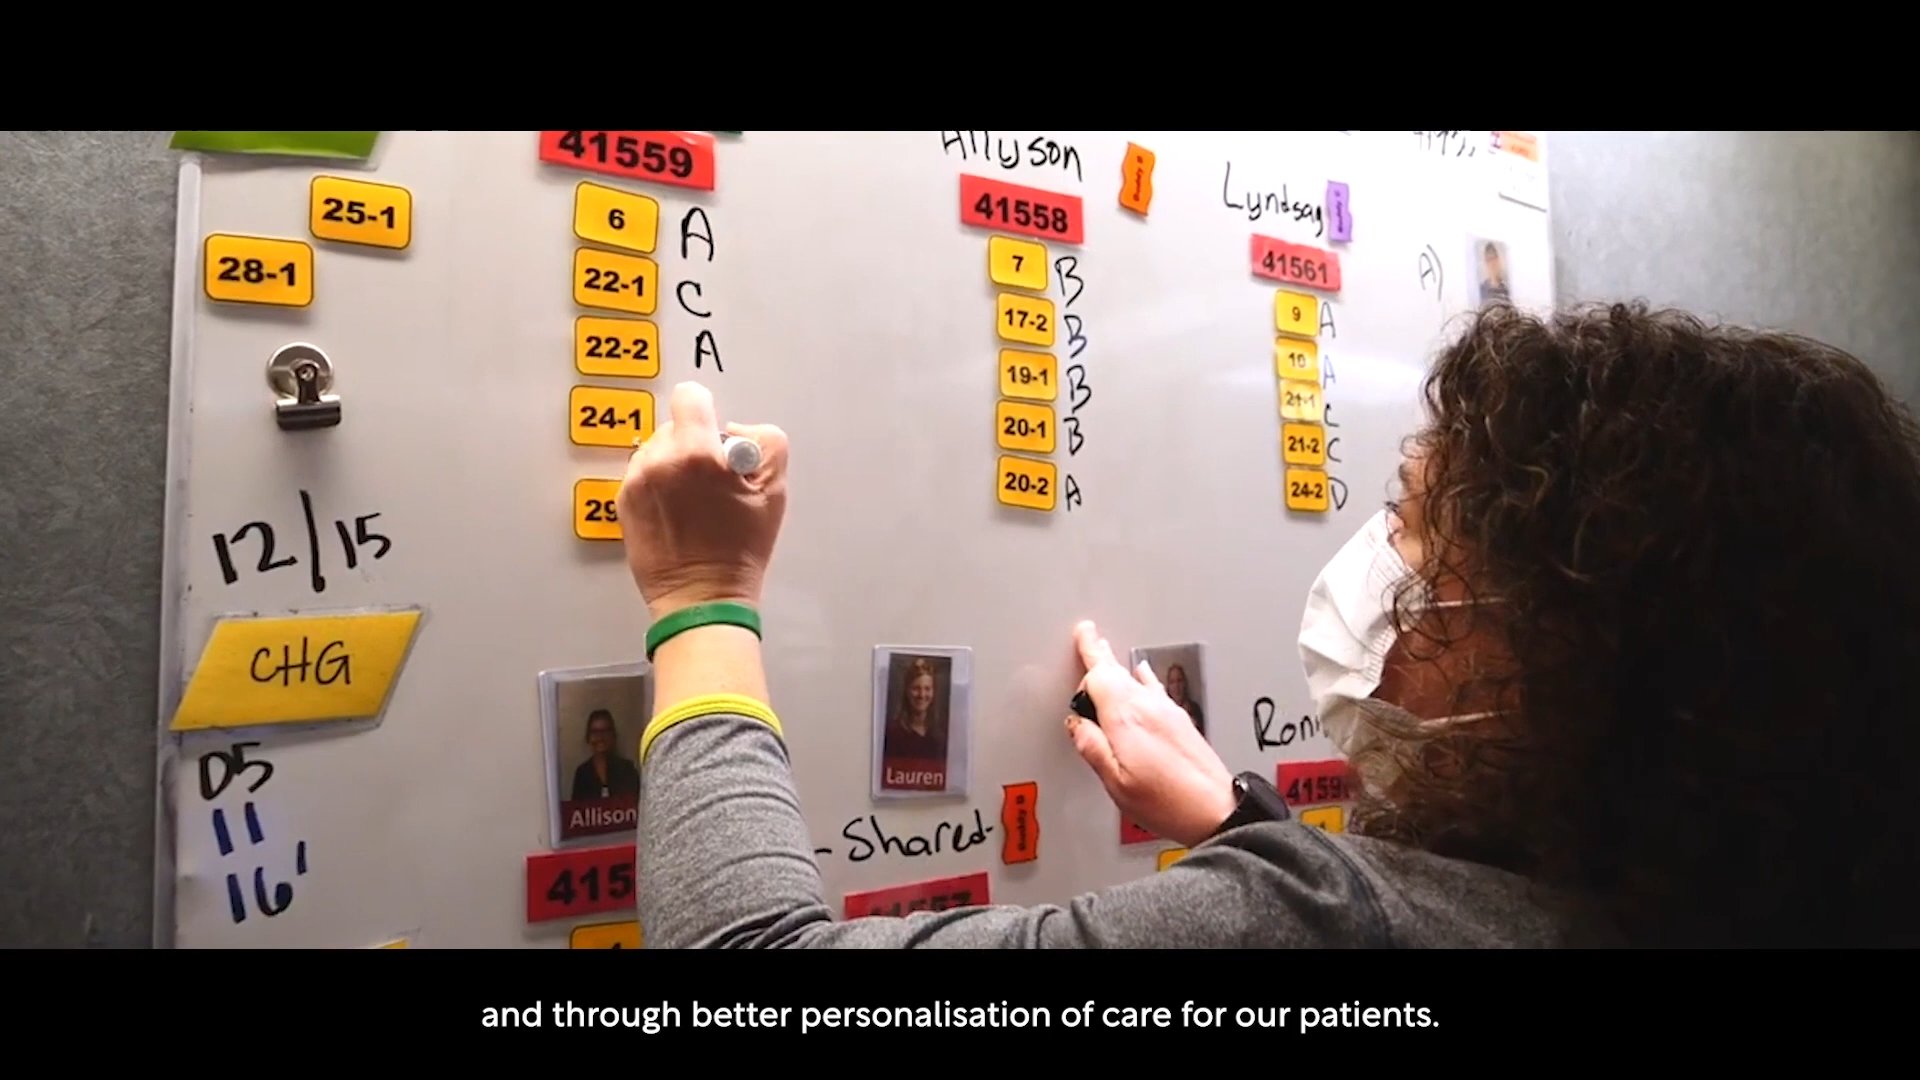 41559
Allyson
Lyndsay
25-1
6 A
41558
28-1
22-1 C
7 B
41561
A)
22-2 A
17-2 B
9 A
24-1
19-1 B
10 A
20-1 B
21-1 C
29
20-2 A
21-2 C
24-2 D
12/15
CHG
D5
11
16'
Allison
Lauren
-Shared-
415
and through better personalisation of care for our patients.